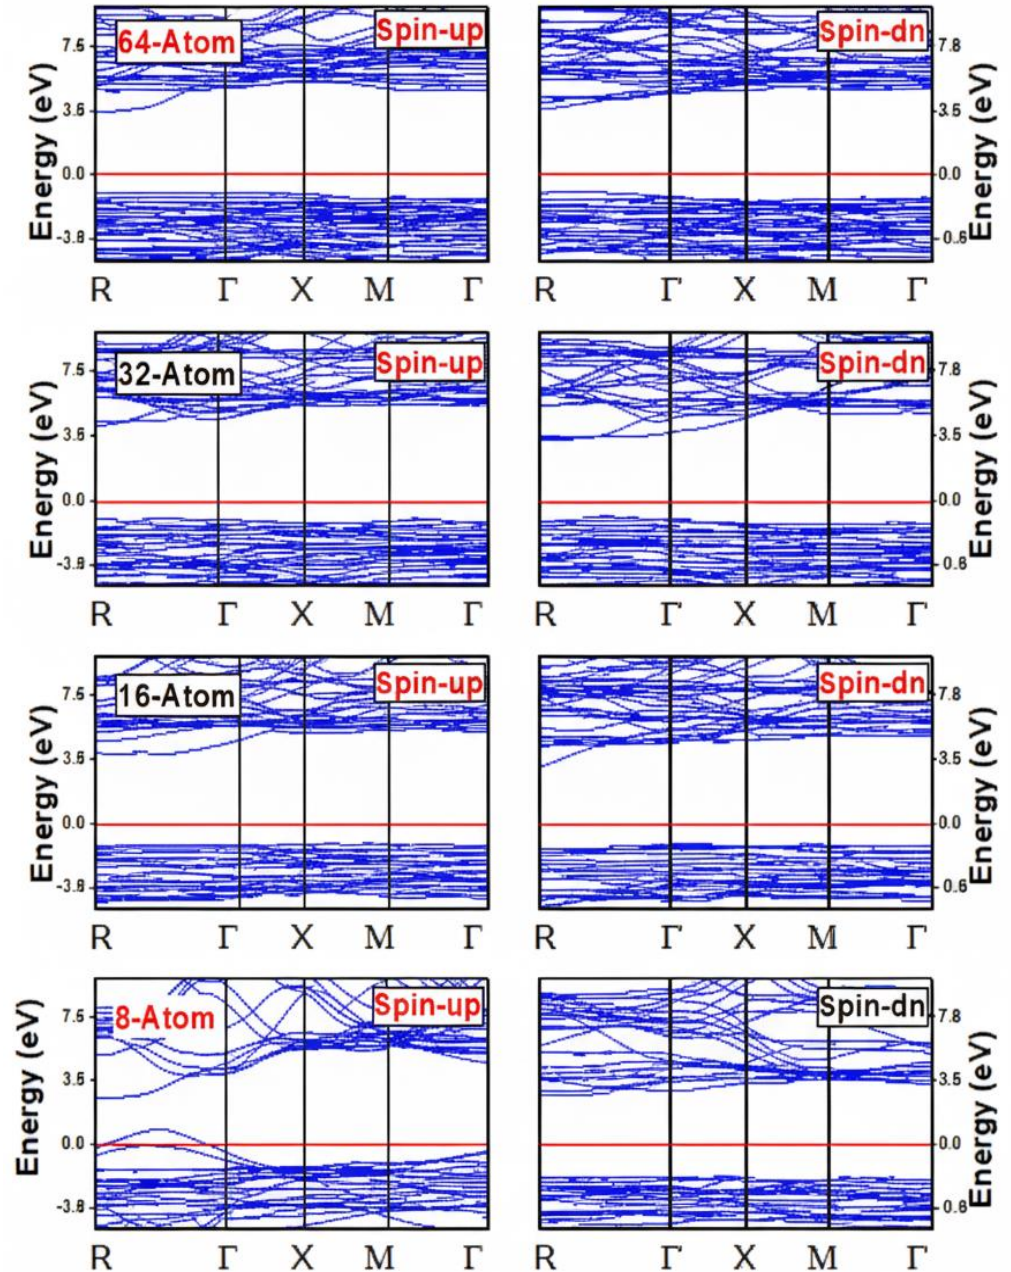 64-Atom
Spin-up
Energy (eV)
7.5
3.6
0.0
-3.8
R Γ X M Γ
Spin-dn
7.8
3.5
0.0
0.6
Energy (eV)
R Γ X M Γ
32-Atom
Spin-up
Energy (eV)
7.5
3.5
0.0
-3.8
R Γ X M Γ
Spin-dn
7.8
3.5
0.0
0.8
Energy (eV)
R Γ X M Γ
16-Atom
Spin-up
Energy (eV)
7.5
3.5
0.0
-3.8
R Γ X M Γ
Spin-dn
7.8
3.5
0.0
0.6
Energy (eV)
R Γ X M Γ
8-Atom
Spin-up
Energy (eV)
7.5
3.5
0.0
-3.8
R Γ X M Γ
Spin-dn
7.8
3.5
0.0
0.8
Energy (eV)
R Γ X M Γ